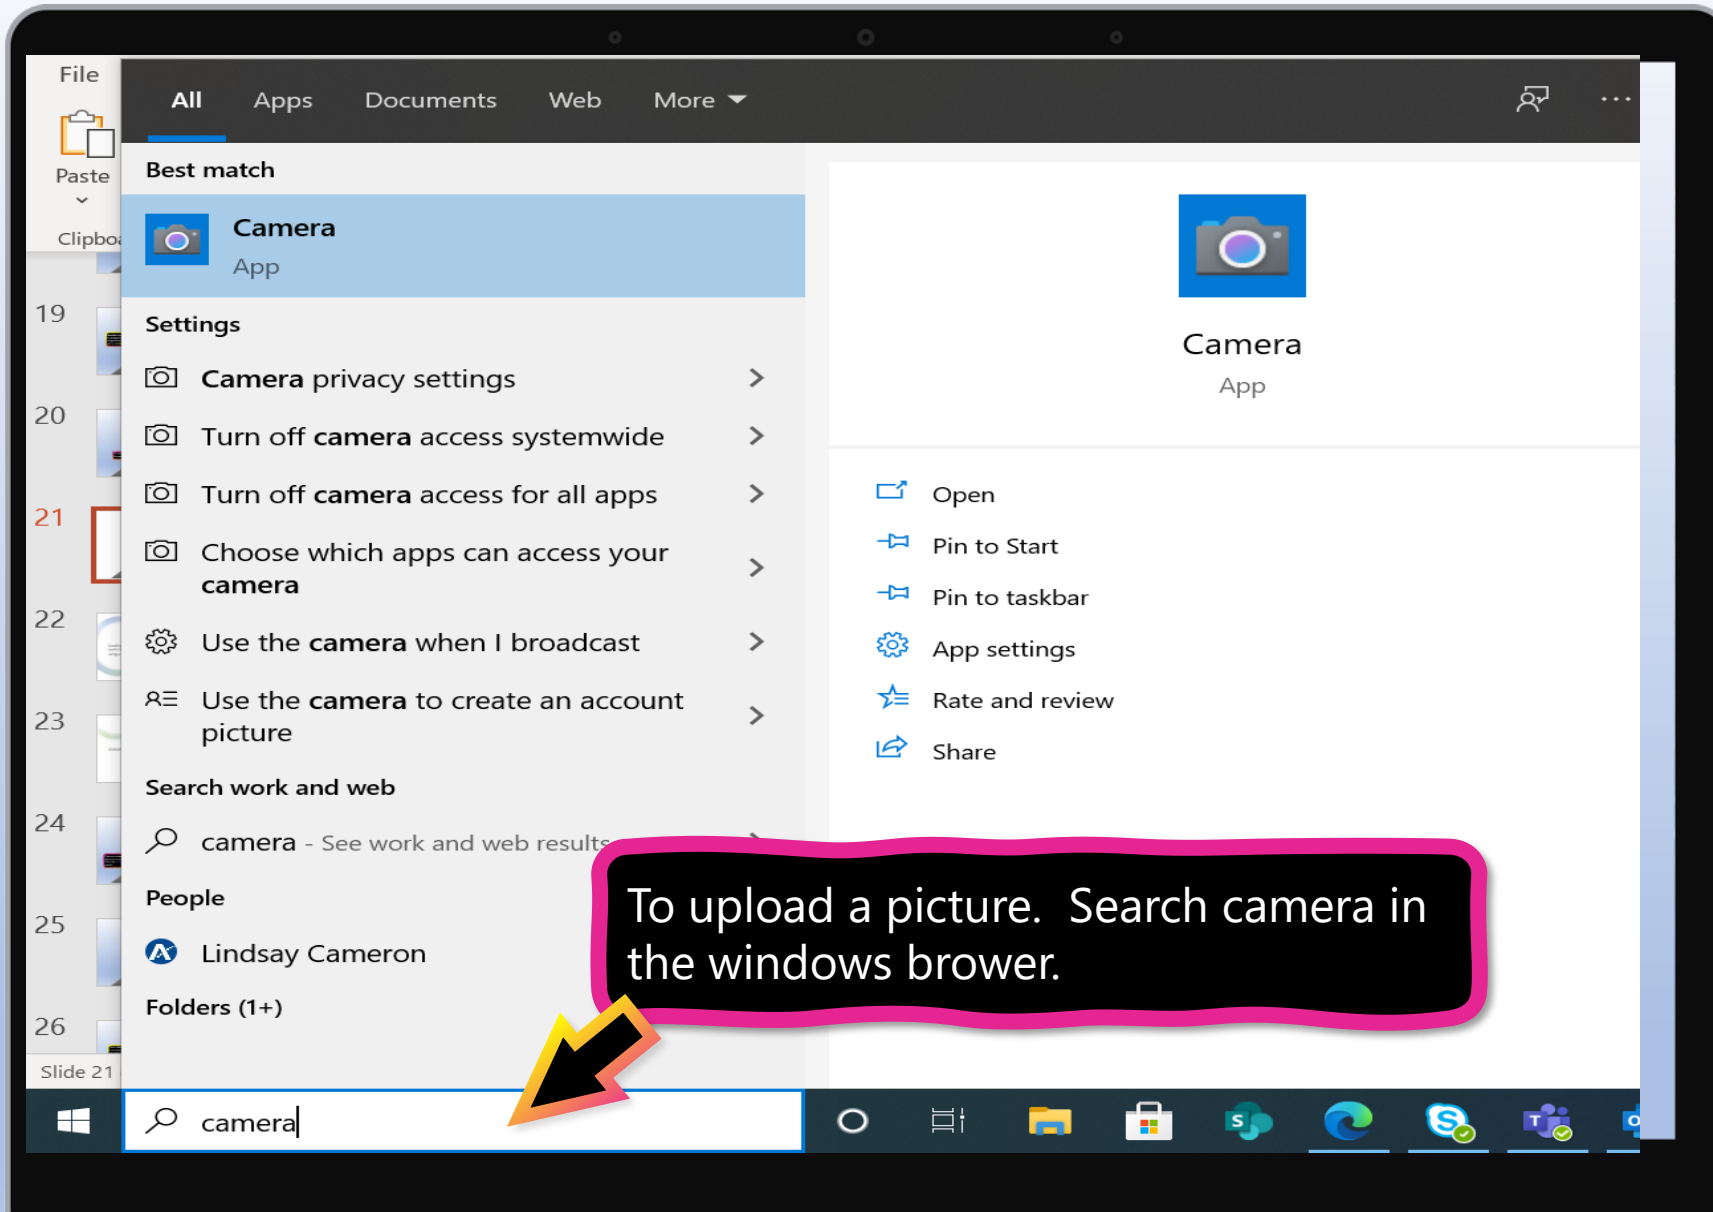 File
Paste
Clipboa
19
20
21
22
23
24
25
26
Slide 21
All Apps Documents Web More
Best match
Camera
App
Settings
Camera privacy settings
Turn off camera access systemwide
Turn off camera access for all apps
Choose which apps can access your
camera
Use the camera when I broadcast
Use the camera to create an account
picture
Search work and web
camera - See work and web results
People
Lindsay Cameron
Folders (1+)
camera
Camera
App
Open
Pin to Start
Pin to taskbar
App settings
Rate and review
Share
To upload a picture.  Search camera in
the windows brower.